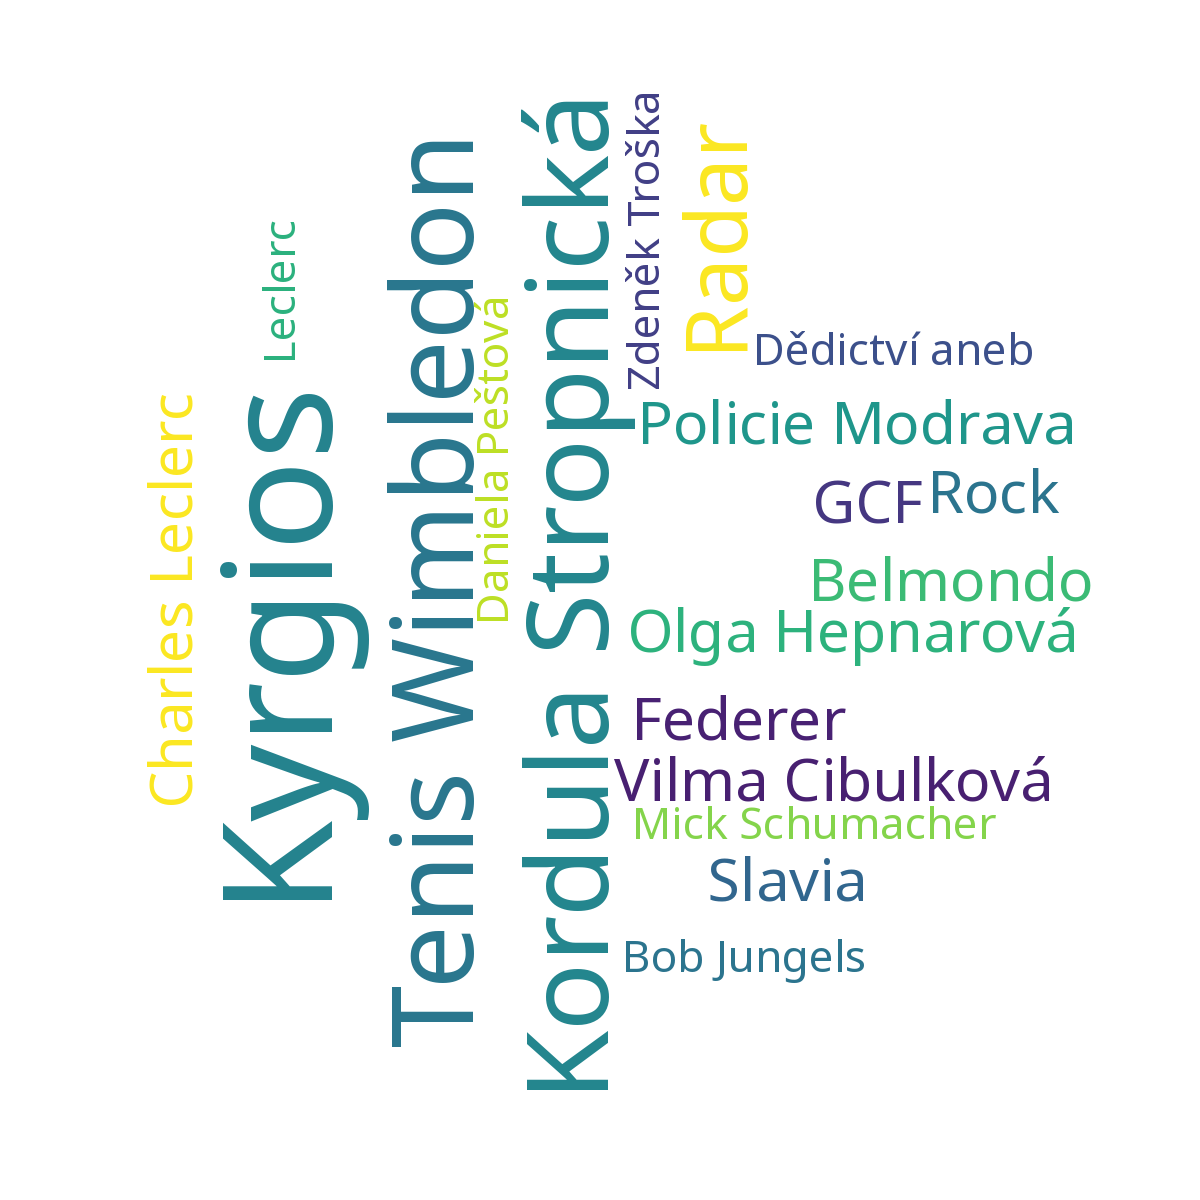 Charles Leclerc
Kyrgios
Leclerc
Tenis Wimbledon
Daniela Peštová
Kordula Stropnická
Zdeněk Troška
Radar
Dědictví aneb
Policie Modrava
Rock
GCF
Belmondo
Olga Hepnarová
Federer
Vilma Cibulková
Mick Schumacher
Slavia
Bob Jungels